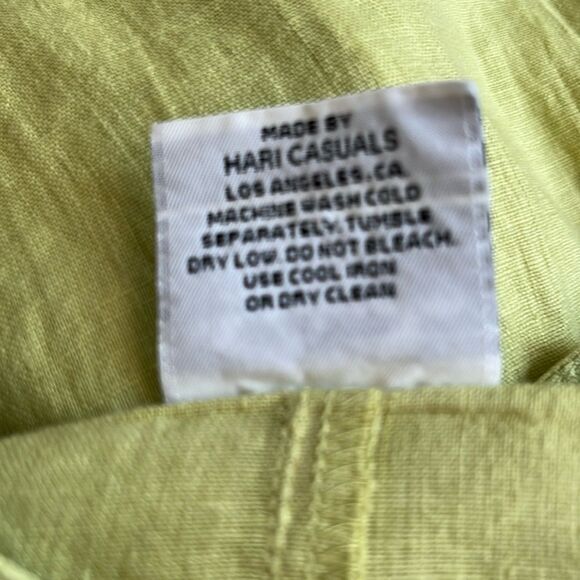 MADE BY
HARI CASUALS
LOS ANGELES, CA
MACHINE WASH COLD
SEPARATELY, TUMBLE
DRY LOW. DO NOT BLEACH.
USE COOL IRON
OR DRY CLEAN